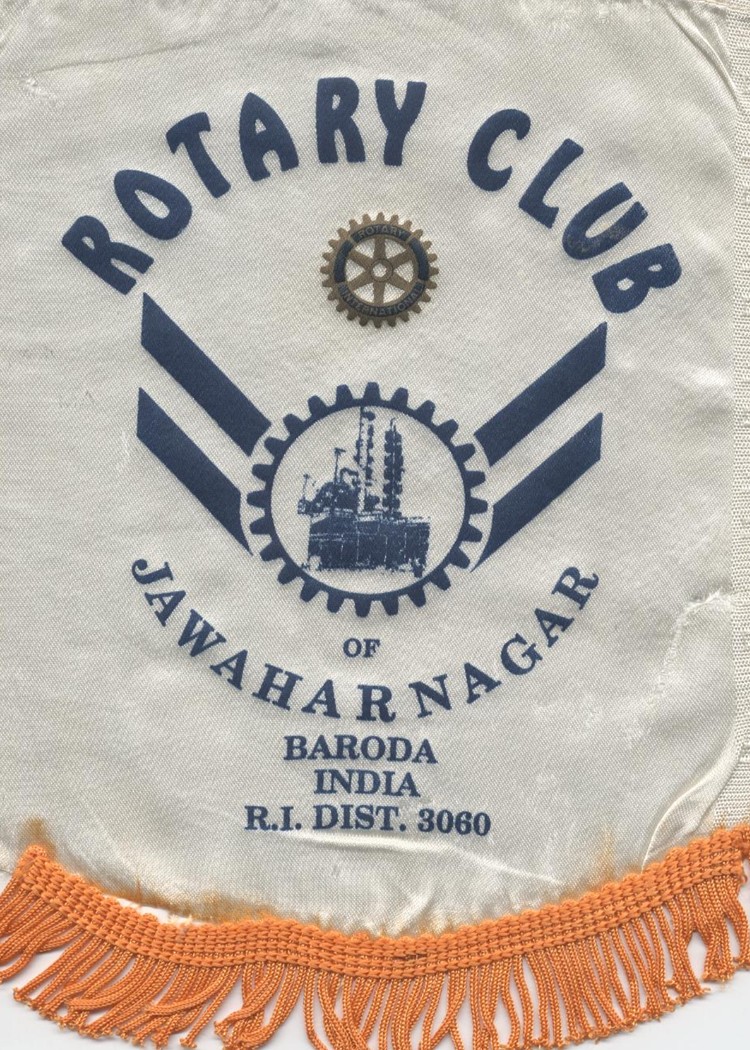 ROTARY CLUB
ROTARY
INTERNATIONAL
OF
JAWAHARNAGAR
BARODA
INDIA
R.I. DIST. 3060